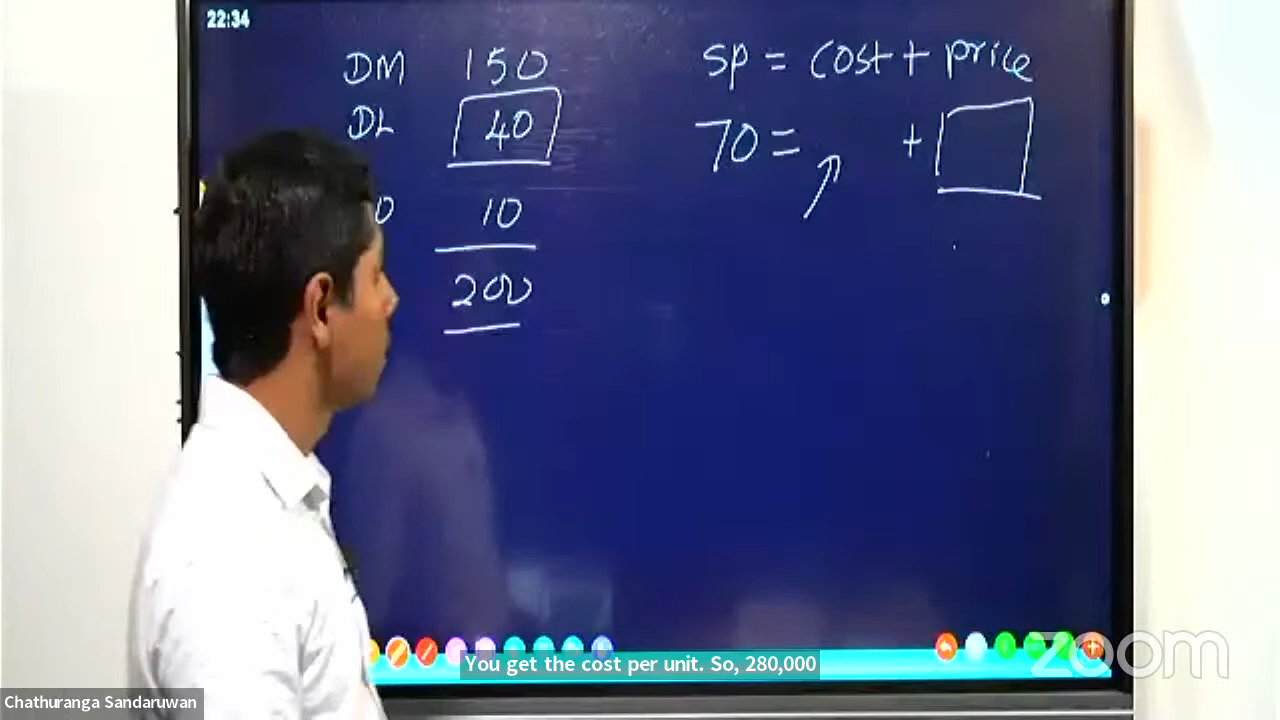 22:34
DM 150
DL 40
10
200
SP = cost + price
70 = +
You get the cost per unit. So, 280,000
zoom
Chathuranga Sandaruwan